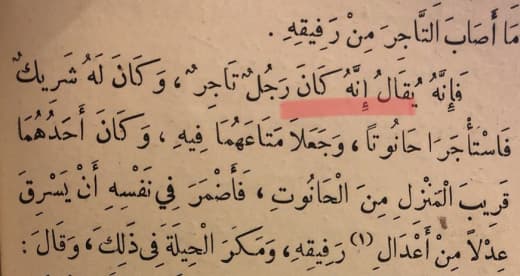 مَا أَصَابَ التَّاجِرَ مِنْ رَفِيقِهِ .
فَإِنَّهُ يُقَالُ إِنَّهُ كَانَ رَجُلٌ تَاجِرٌ ، وَكَانَ لَهُ شَرِيكٌ
فَاسْتَأْجَرَا حَانُوتاً ، وَجَعَلاَ مَتَاعَهُمَا فِيهِ ، وَكَانَ أَحَدُهُمَا
قَرِيبَ الْمَنْزِلِ مِنَ الْحَانُوتِ ، فَأَضْمَرَ فِي نَفْسِهِ أَنْ يَسْرِقَ
عِدْلاً مِنْ أَعْدَالِ (١) رَفِيقِهِ ، وَمَكَرَ الْحِيلَةَ فِى ذَلِكَ ، وَقَالَ :